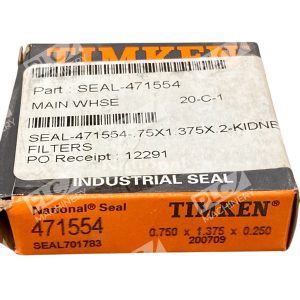 TIMKEN
Part : SEAL-471554
MAIN WHSE 20-C-1
SEAL-471554-.75X1.375X.2-KIDNE
FILTERS
PO Receipt : 12291
INDUSTRIAL SEAL
National® Seal TIMKEN
471554 0.750 x 1.375 x 0.250
SEAL701783 200709